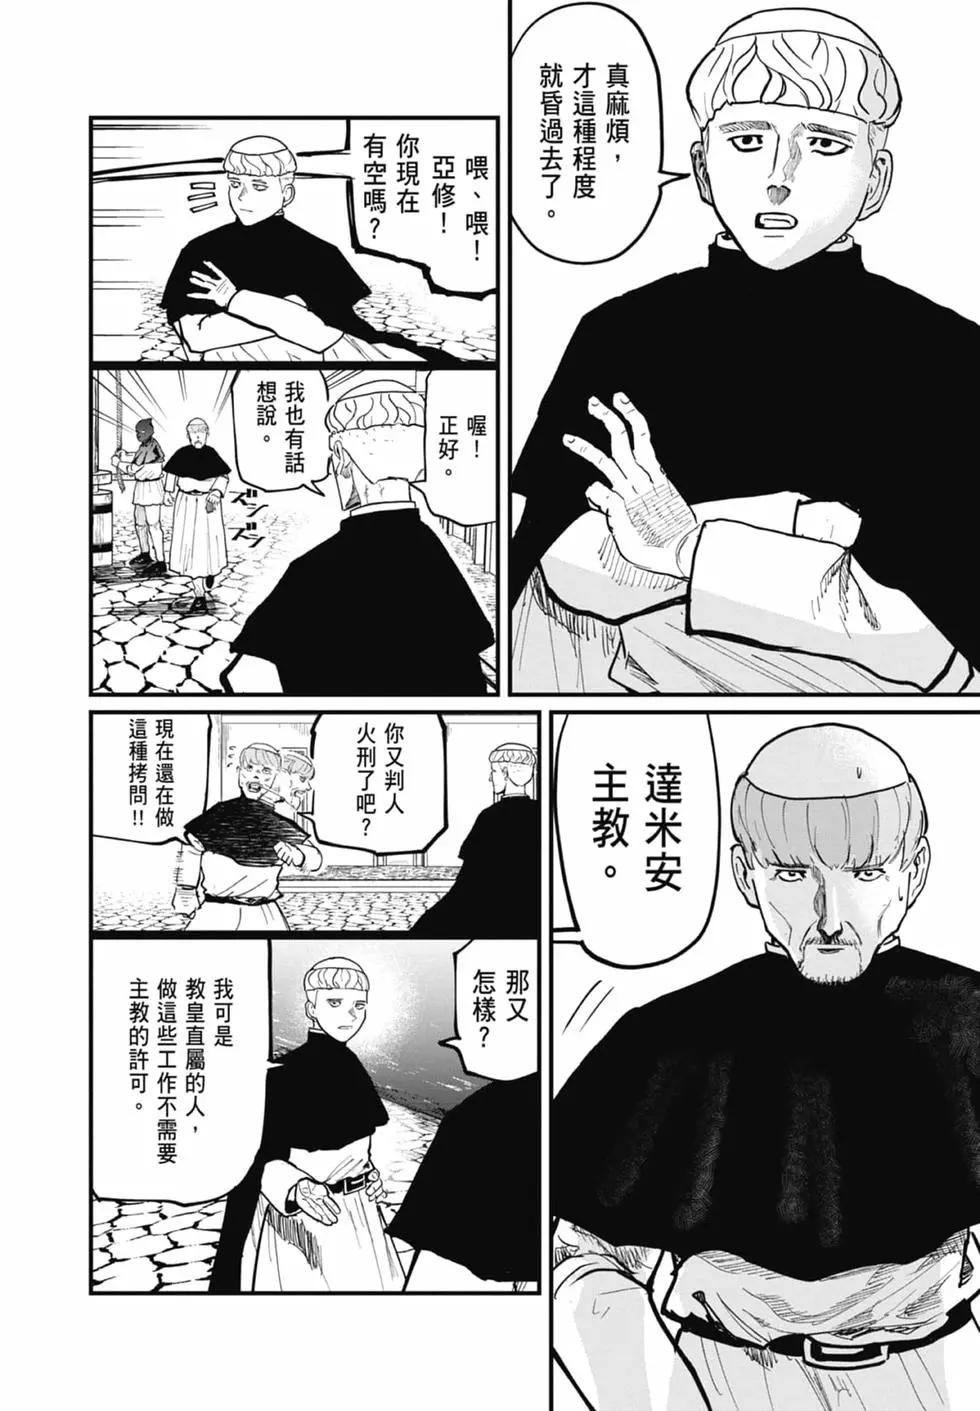 真麻煩，
才這種程度
就昏過去了。
喂、喂！
亞修！
你現在
有空嗎？
喔！
正好。
我也有話
想說。
ズン
ズン
達米安
主教。
你又判人
火刑了吧？
現在還在做
這種拷問!!
那又
怎樣？
我可是
教皇直屬的人，
做這些工作不需要
主教的許可。